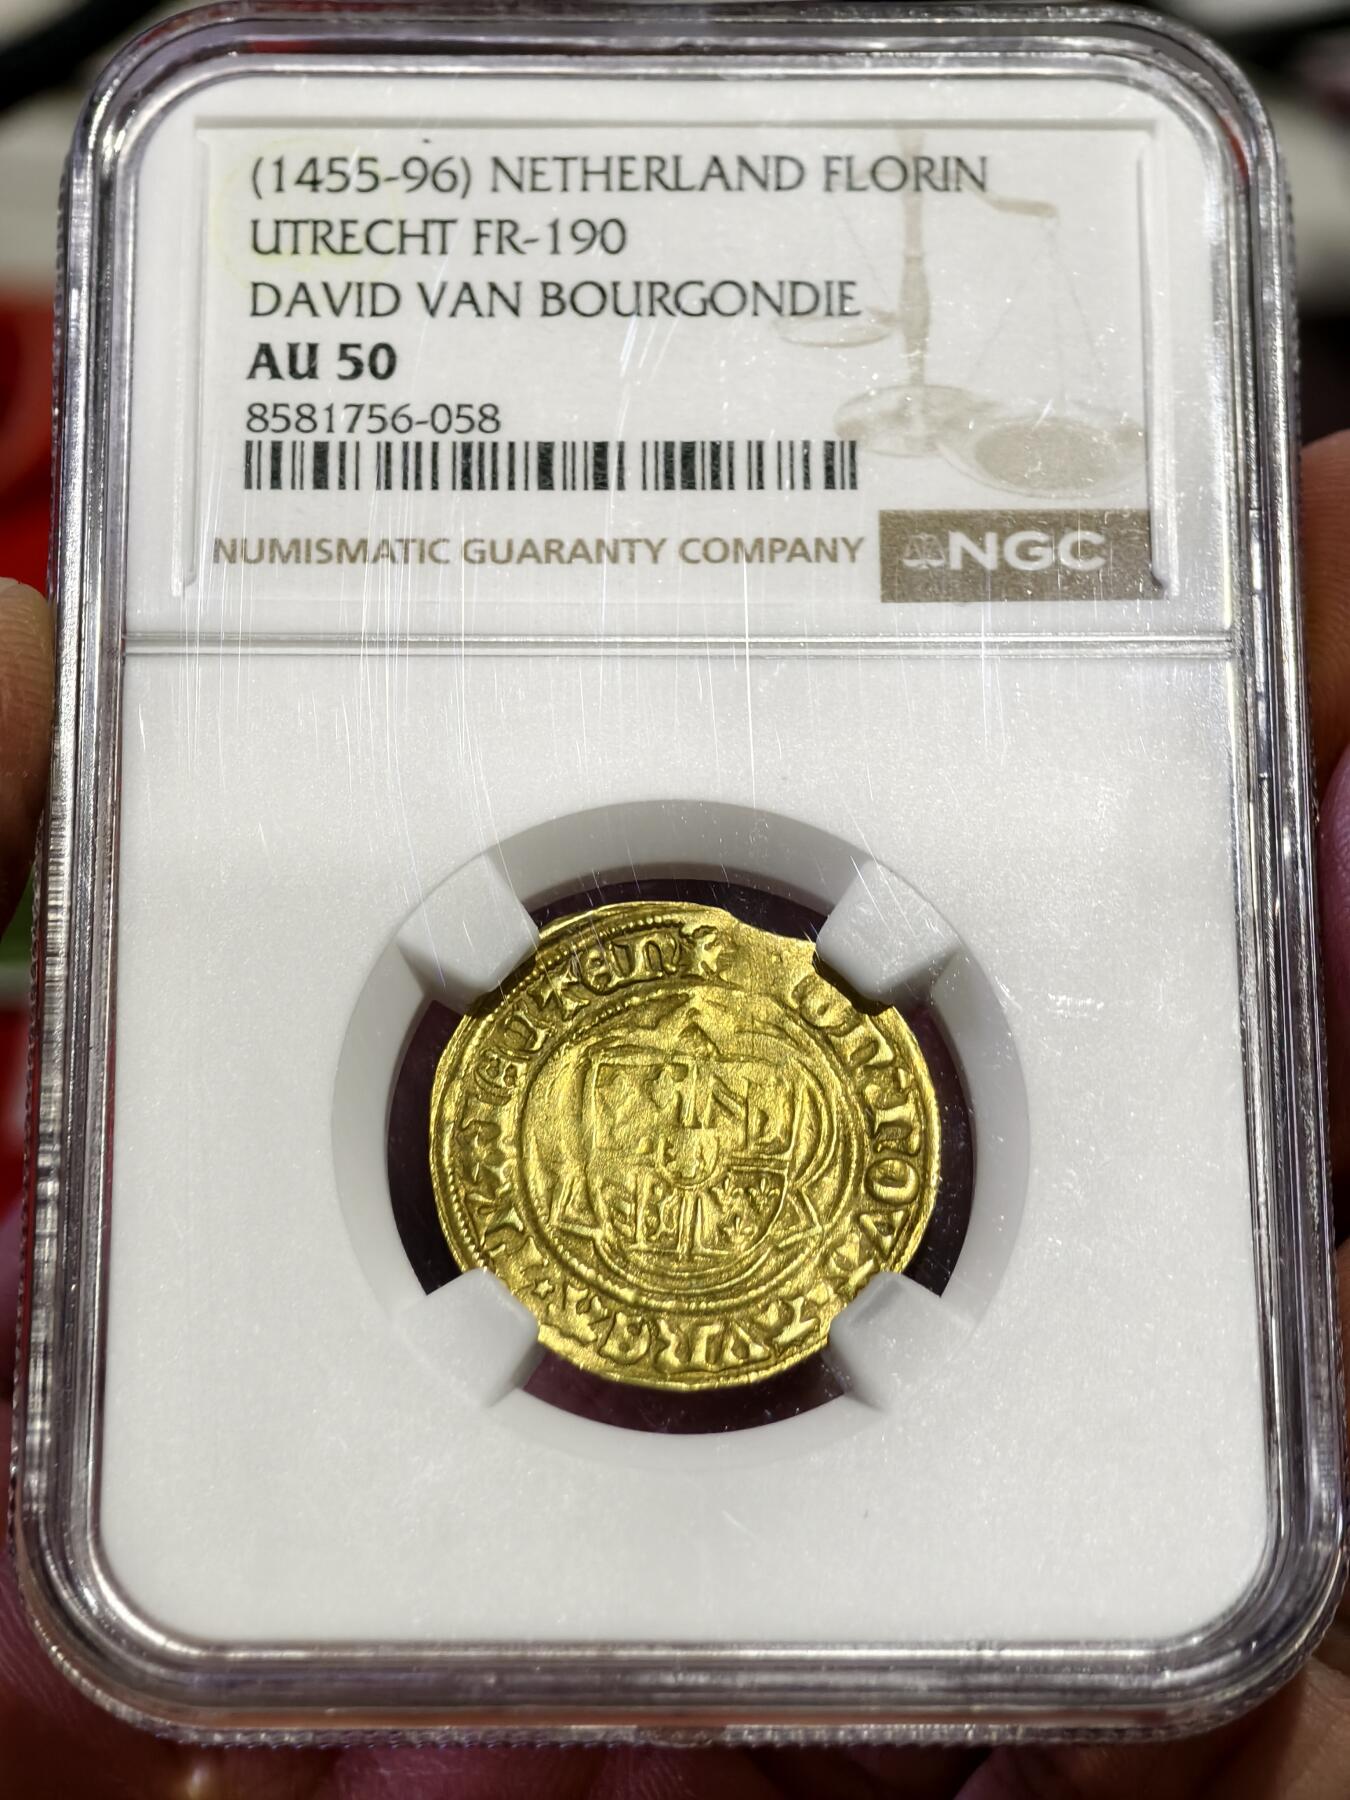 (1455-96) NETHERLAND FLORIN
UTRECHT FR-190
DAVID VAN BOURGONDIE
AU 50
8581756-058
NUMISMATIC GUARANTY COMPANY NGC